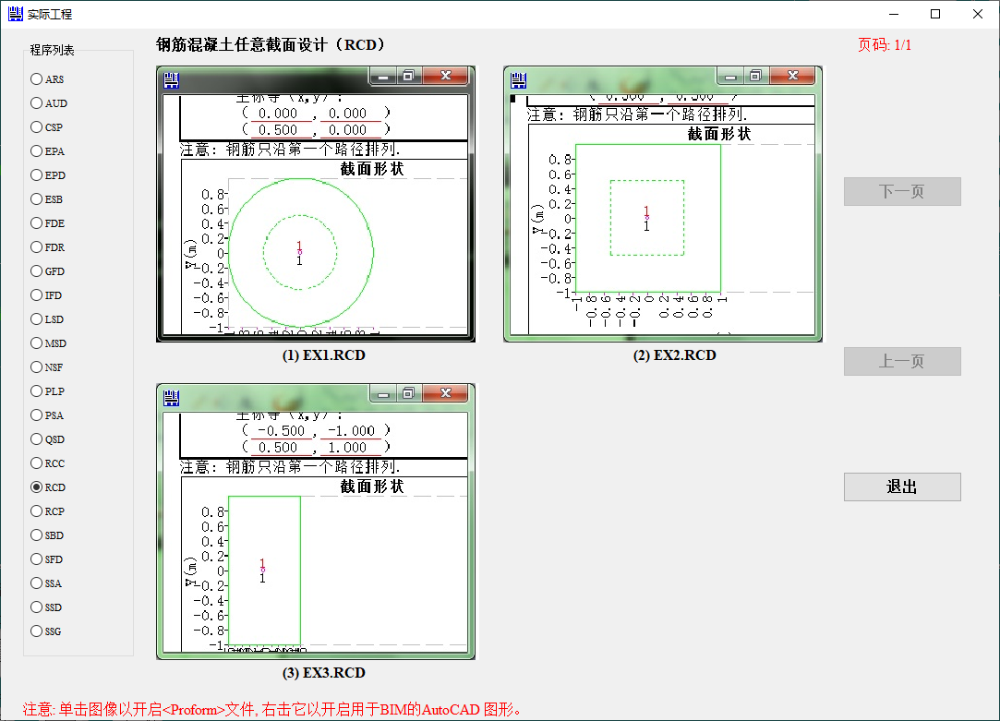 实际工程
程序列表
ARS
AUD
CSP
EPA
EPD
ESB
FDE
FDR
GFD
IFD
LSD
MSD
NSF
PLP
PSA
QSD
RCC
RCD
RCP
SBD
SFD
SSA
SSD
SSG
钢筋混凝土任意截面设计（RCD）
页码: 1/1
坐标等 (x,y) :
( 0.000 , 0.000 )
( 0.500 , 0.000 )
注意: 钢筋只沿第一个路径排列.
截面形状
0.8
0.6
0.4
0.2
0
-0.2
-0.4
-0.6
-0.8
-1
Y(m)
1
1
(1) EX1.RCD
( 0.500 , 0.500 )
注意: 钢筋只沿第一个路径排列.
截面形状
0.8
0.6
0.4
0.2
0
-0.2
-0.4
-0.6
-0.8
-1
Y(m)
1
1
-1 -0.8 -0.6 -0.4 -0.2 0 0.2 0.4 0.6 0.8 1
(2) EX2.RCD
坐标等 (x,y) :
( -0.500 , -1.000 )
( 0.500 , 1.000 )
注意: 钢筋只沿第一个路径排列.
截面形状
0.8
0.6
0.4
0.2
0
-0.2
-0.4
-0.6
-0.8
-1
Y(m)
1
1
(3) EX3.RCD
下一页
上一页
退出
注意: 单击图像以开启<Proform>文件, 右击它以开启用于BIM的AutoCAD 图形。